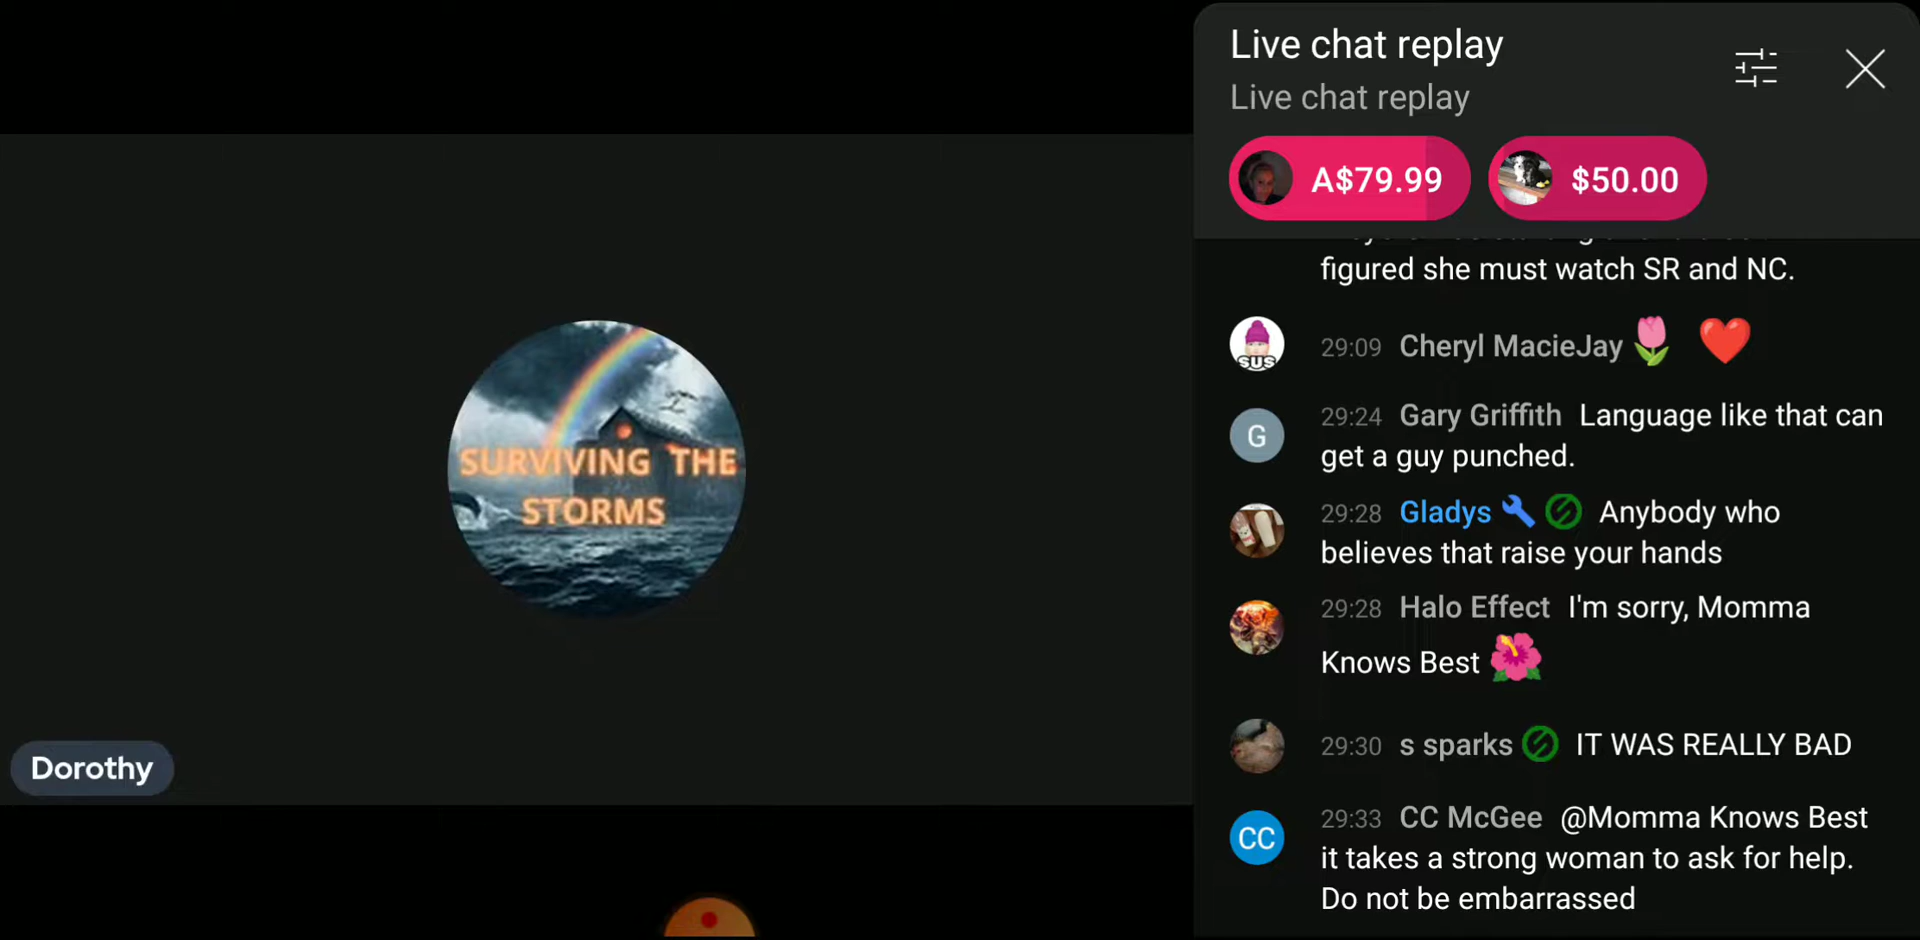 Live chat replay
Live chat replay
A$79.99 $50.00
figured she must watch SR and NC.
SUS
29:09 Cheryl MacieJay 🌷 ❤️
G
29:24 Gary Griffith Language like that can
get a guy punched.
29:28 Gladys Anybody who
believes that raise your hands
29:28 Halo Effect I'm sorry, Momma
Knows Best 🌺
29:30 s sparks IT WAS REALLY BAD
CC
29:33 CC McGee @Momma Knows Best
it takes a strong woman to ask for help.
Do not be embarrassed
SURVIVING THE
STORMS
Dorothy